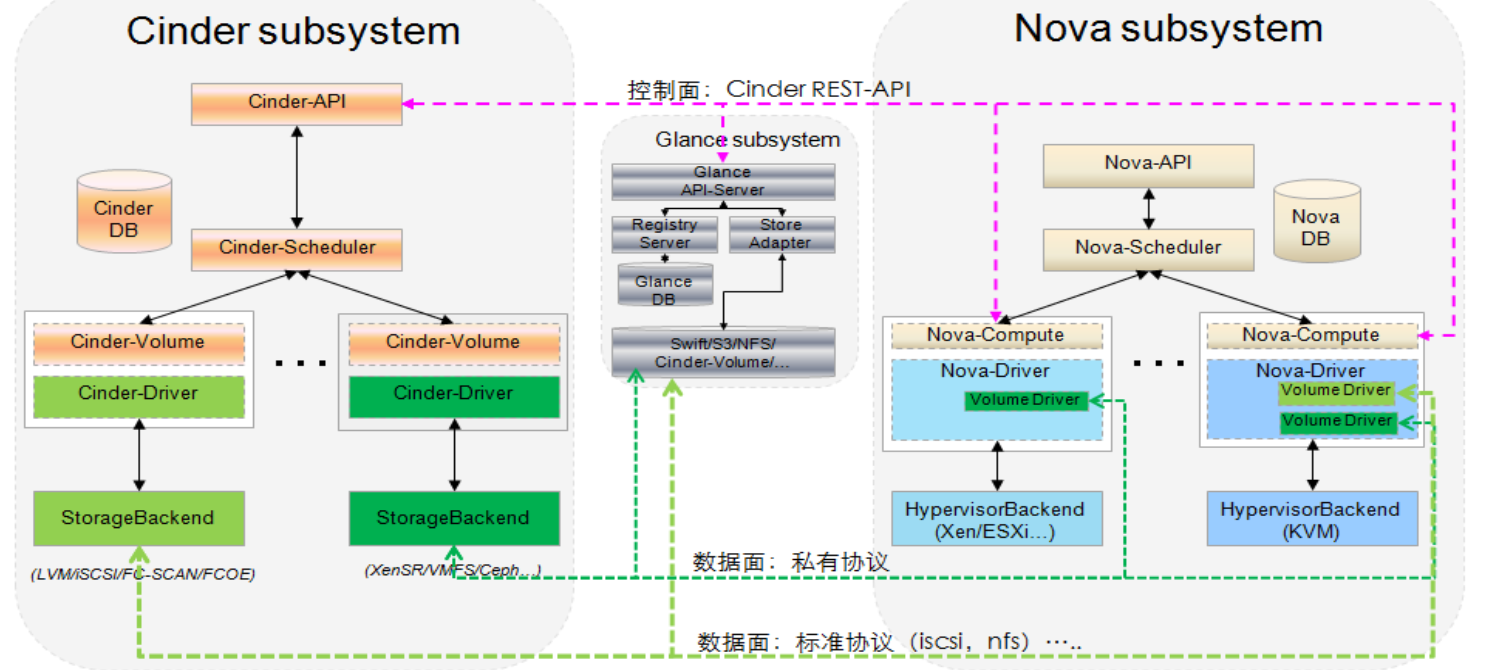 Cinder subsystem
Nova subsystem
控制面：Cinder REST-API
Cinder-API
Glance subsystem
Nova-API
Glance
API-Server
Cinder
DB
Nova
DB
Registry
Server
Store
Adapter
Cinder-Scheduler
Nova-Scheduler
Glance
DB
Cinder-Volume
Cinder-Driver
...
Cinder-Volume
Cinder-Driver
Swift/S3/NFS/
Cinder-Volume/...
Nova-Compute
Nova-Driver
Volume Driver
...
Nova-Compute
Nova-Driver
Volume Driver
Volume Driver
StorageBackend
(LVM/iSCSI/FC-SCAN/FCOE)
StorageBackend
(XenSR/VMFS/Ceph...)
HypervisorBackend
(Xen/ESXi...)
HypervisorBackend
(KVM)
数据面：私有协议
数据面：标准协议（iscsi，nfs）…..